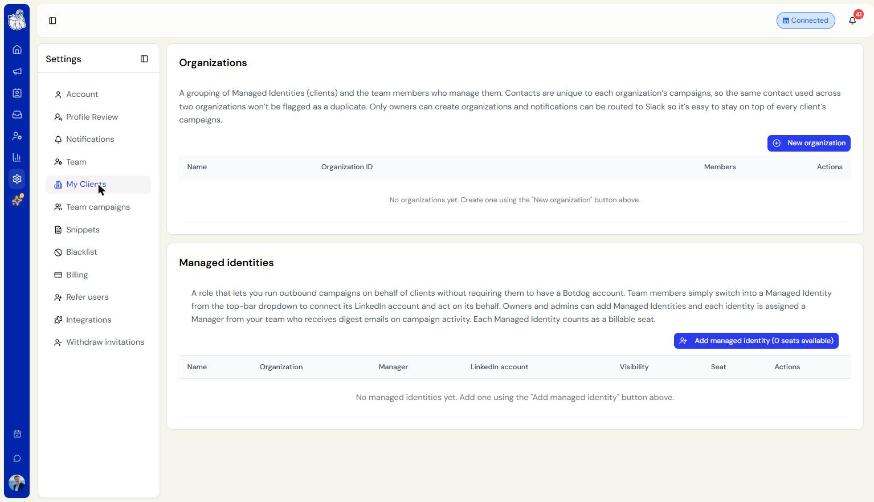 Connected
41
Settings
Account
Profile Review
Notifications
Team
My Clients
Team campaigns
Snippets
Blacklist
Billing
Refer users
Integrations
Withdraw invitations
Organizations
A grouping of Managed Identities (clients) and the team members who manage them. Contacts are unique to each organization's campaigns, so the same contact used across
two organizations won't be flagged as a duplicate. Only owners can create organizations and notifications can be routed to Slack so it's easy to stay on top of every client's
campaigns.
New organization
Name Organization ID Members Actions
No organizations yet. Create one using the "New organization" button above.
Managed identities
A role that lets you run outbound campaigns on behalf of clients without requiring them to have a Botdog account. Team members simply switch into a Managed Identity
from the top-bar dropdown to connect its LinkedIn account and act on its behalf. Owners and admins can add Managed Identities and each identity is assigned a
Manager from your team who receives digest emails on campaign activity. Each Managed Identity counts as a billable seat.
Add managed identity (0 seats available)
Name Organization Manager LinkedIn account Visibility Seat Actions
No managed identities yet. Add one using the "Add managed identity" button above.